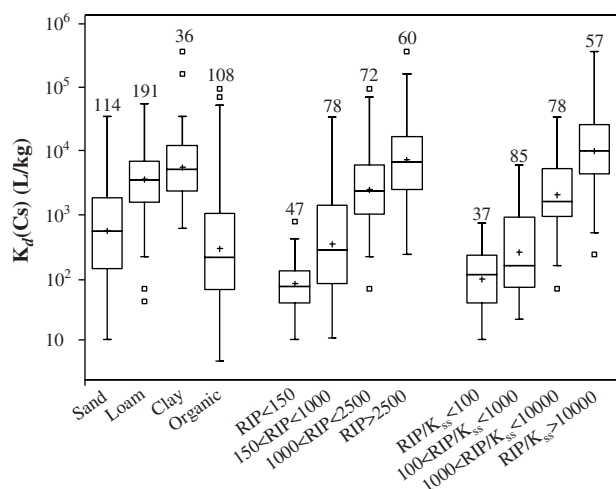 K_d(Cs) (L/kg)
10⁶
10⁵
10⁴
10³
10²
10
114
191
36
108
47
78
72
60
37
85
78
57
Sand
Loam
Clay
Organic
RIP<150
150<RIP<1000
1000<RIP<2500
RIP>2500
RIP/K_ss<100
100<RIP/K_ss<1000
1000<RIP/K_ss<10000
RIP/K_ss>10000